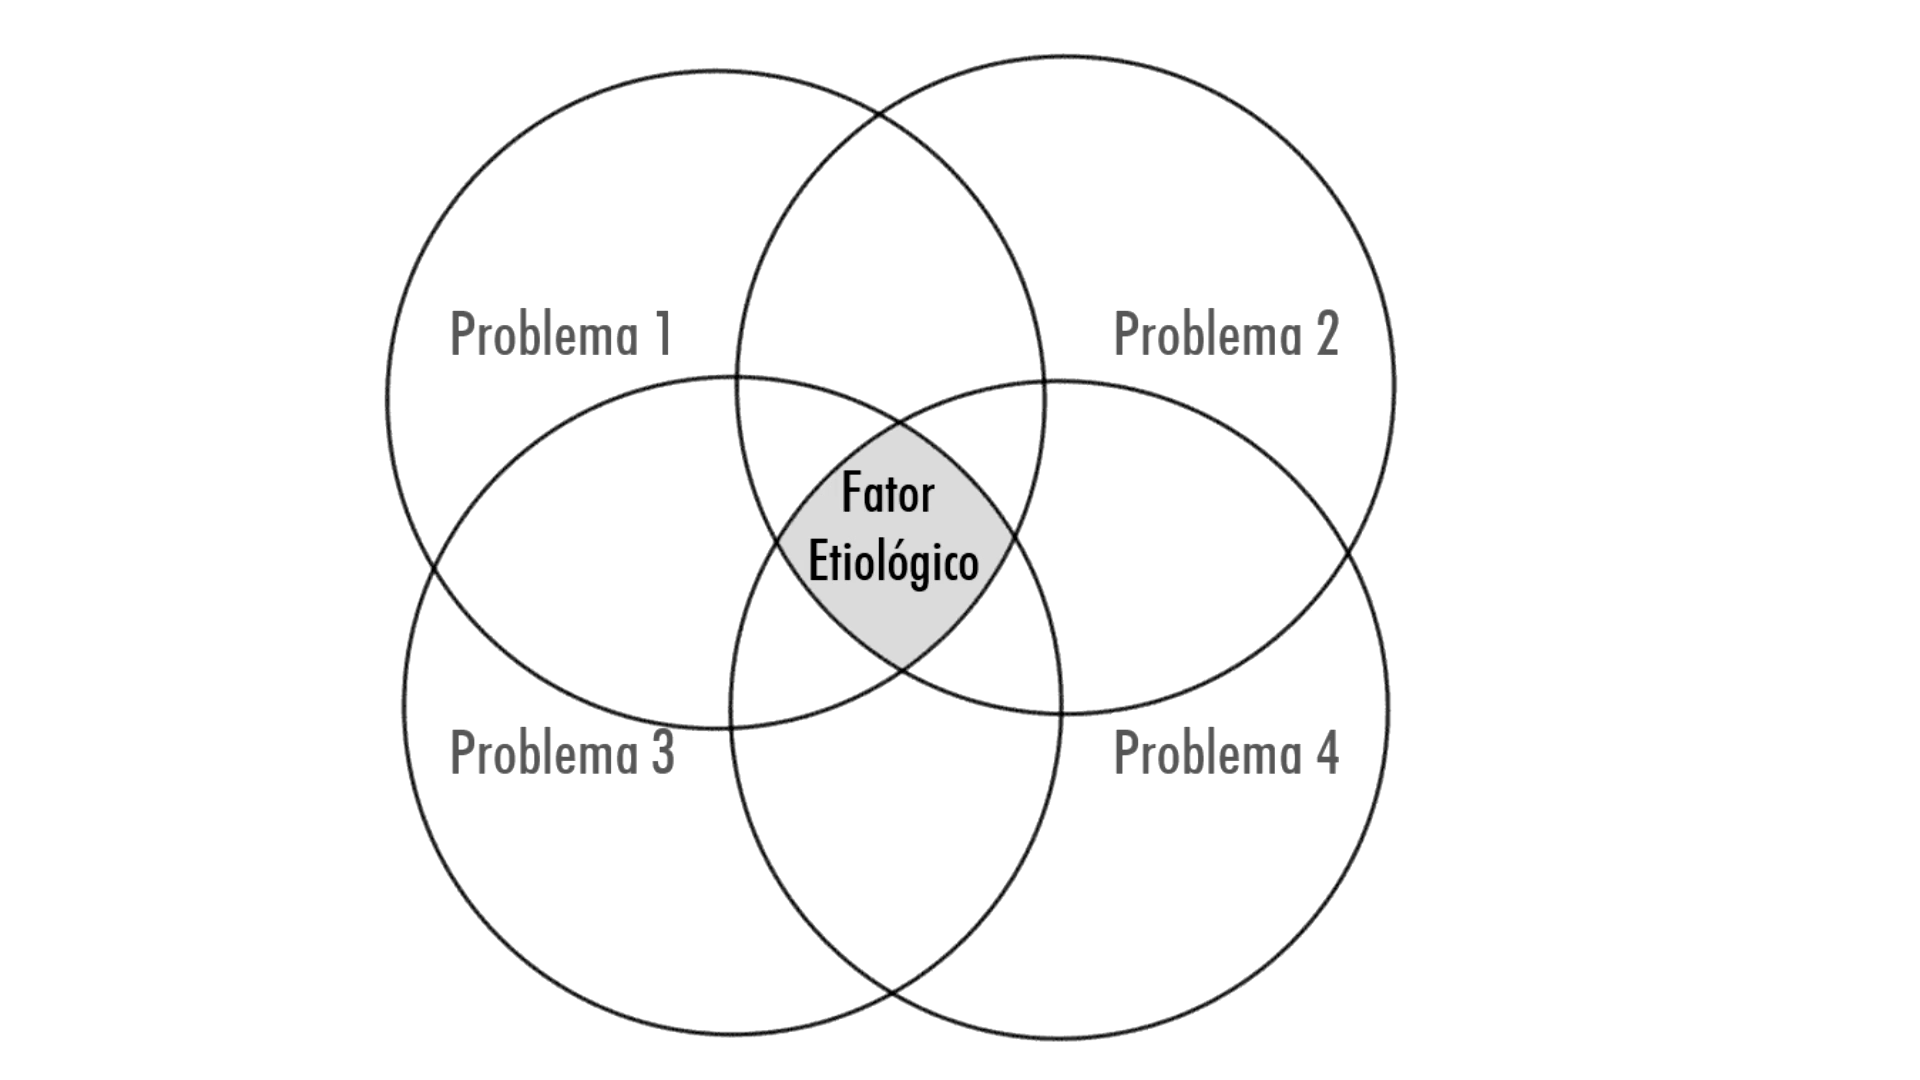 Problema 1
Problema 2
Fator
Etiológico
Problema 3
Problema 4